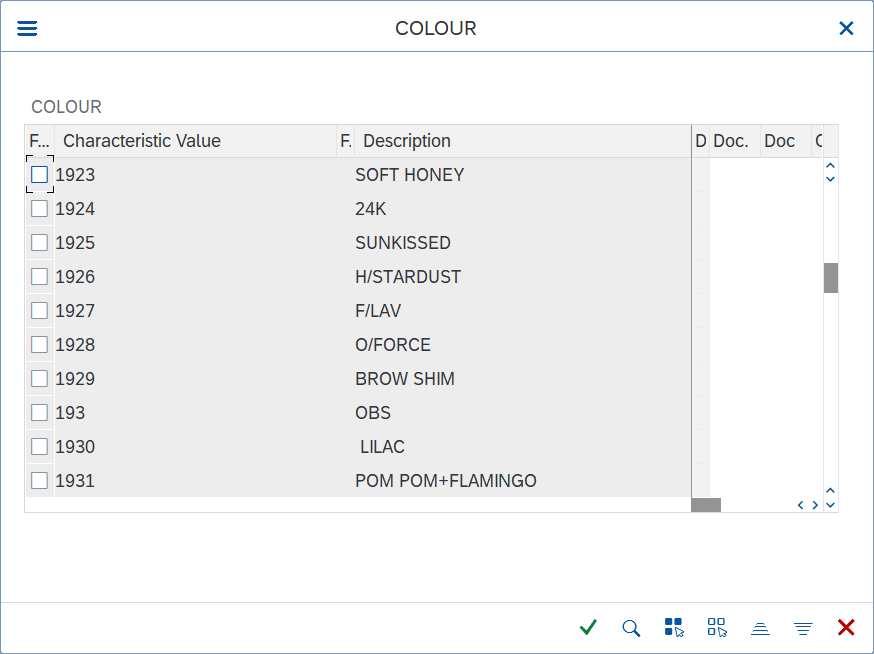 COLOUR
COLOUR
F... Characteristic Value F. Description D Doc. Doc
1923 SOFT HONEY
1924 24K
1925 SUNKISSED
1926 H/STARDUST
1927 F/LAV
1928 O/FORCE
1929 BROW SHIM
193 OBS
1930 LILAC
1931 POM POM+FLAMINGO